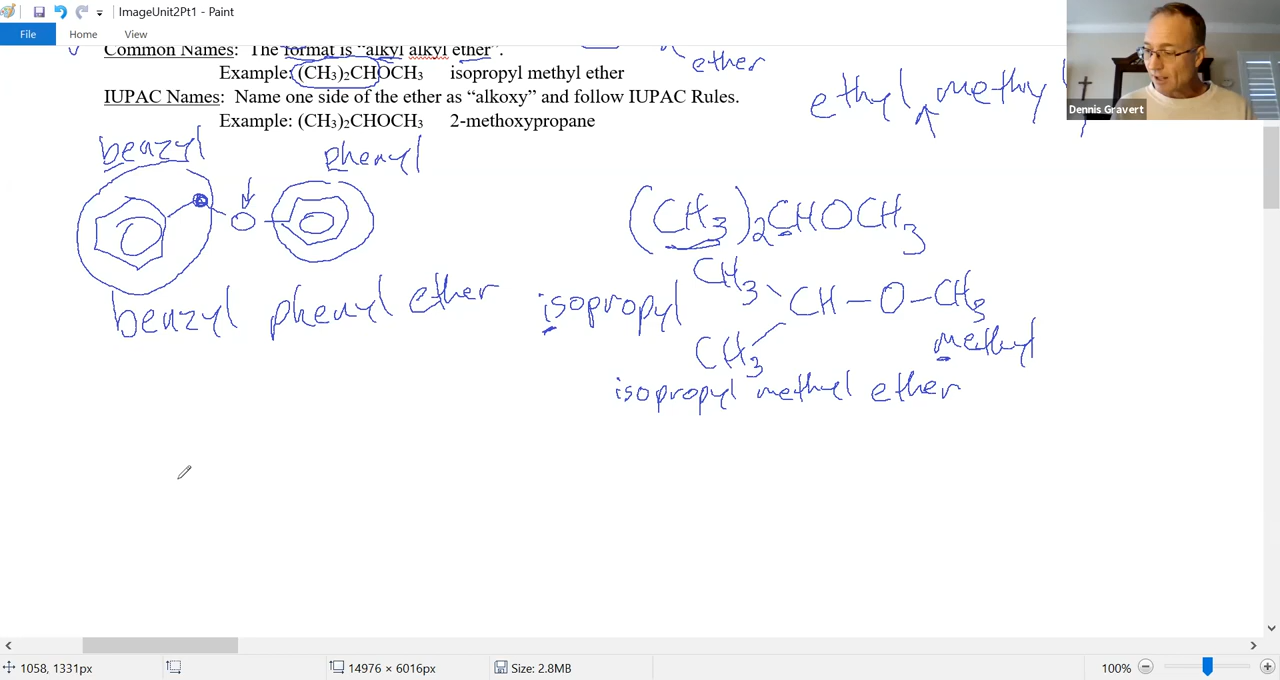 ImageUnit2Pt1 - Paint
File Home View
Common Names: The format is "alkyl alkyl ether".
Example: (CH₃)₂CHOCH₃ isopropyl methyl ether
ether
IUPAC Names: Name one side of the ether as "alkoxy" and follow IUPAC Rules.
Example: (CH₃)₂CHOCH₃ 2-methoxypropane
ethyl methyl
Dennis Gravert
benzyl phenyl
O
(CH₃)₂CHOCH₃
CH₃
isopropyl CH - O - CH₃
CH₃ methyl
benzyl phenyl ether
isopropyl methyl ether
1058, 1331px 14976 × 6016px Size: 2.8MB 100%